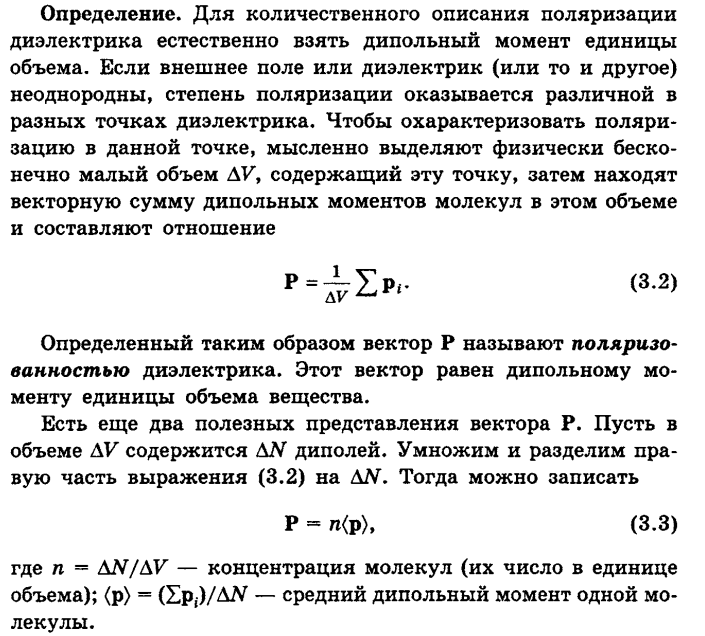 Определение. Для количественного описания поляризации
диэлектрика естественно взять дипольный момент единицы
объема. Если внешнее поле или диэлектрик (или то и другое)
неоднородны, степень поляризации оказывается различной в
разных точках диэлектрика. Чтобы охарактеризовать поляри-
зацию в данной точке, мысленно выделяют физически беско-
нечно малый объем ΔV, содержащий эту точку, затем находят
векторную сумму дипольных моментов молекул в этом объеме
и составляют отношение
P = 1/ΔV ∑ pᵢ. (3.2)
Определенный таким образом вектор P называют поляризо-
ванностью диэлектрика. Этот вектор равен дипольному мо-
менту единицы объема вещества.
Есть еще два полезных представления вектора P. Пусть в
объеме ΔV содержится ΔN диполей. Умножим и разделим пра-
вую часть выражения (3.2) на ΔN. Тогда можно записать
P = n⟨p⟩, (3.3)
где n = ΔN/ΔV — концентрация молекул (их число в единице
объема); ⟨p⟩ = (∑pᵢ)/ΔN — средний дипольный момент одной мо-
лекулы.